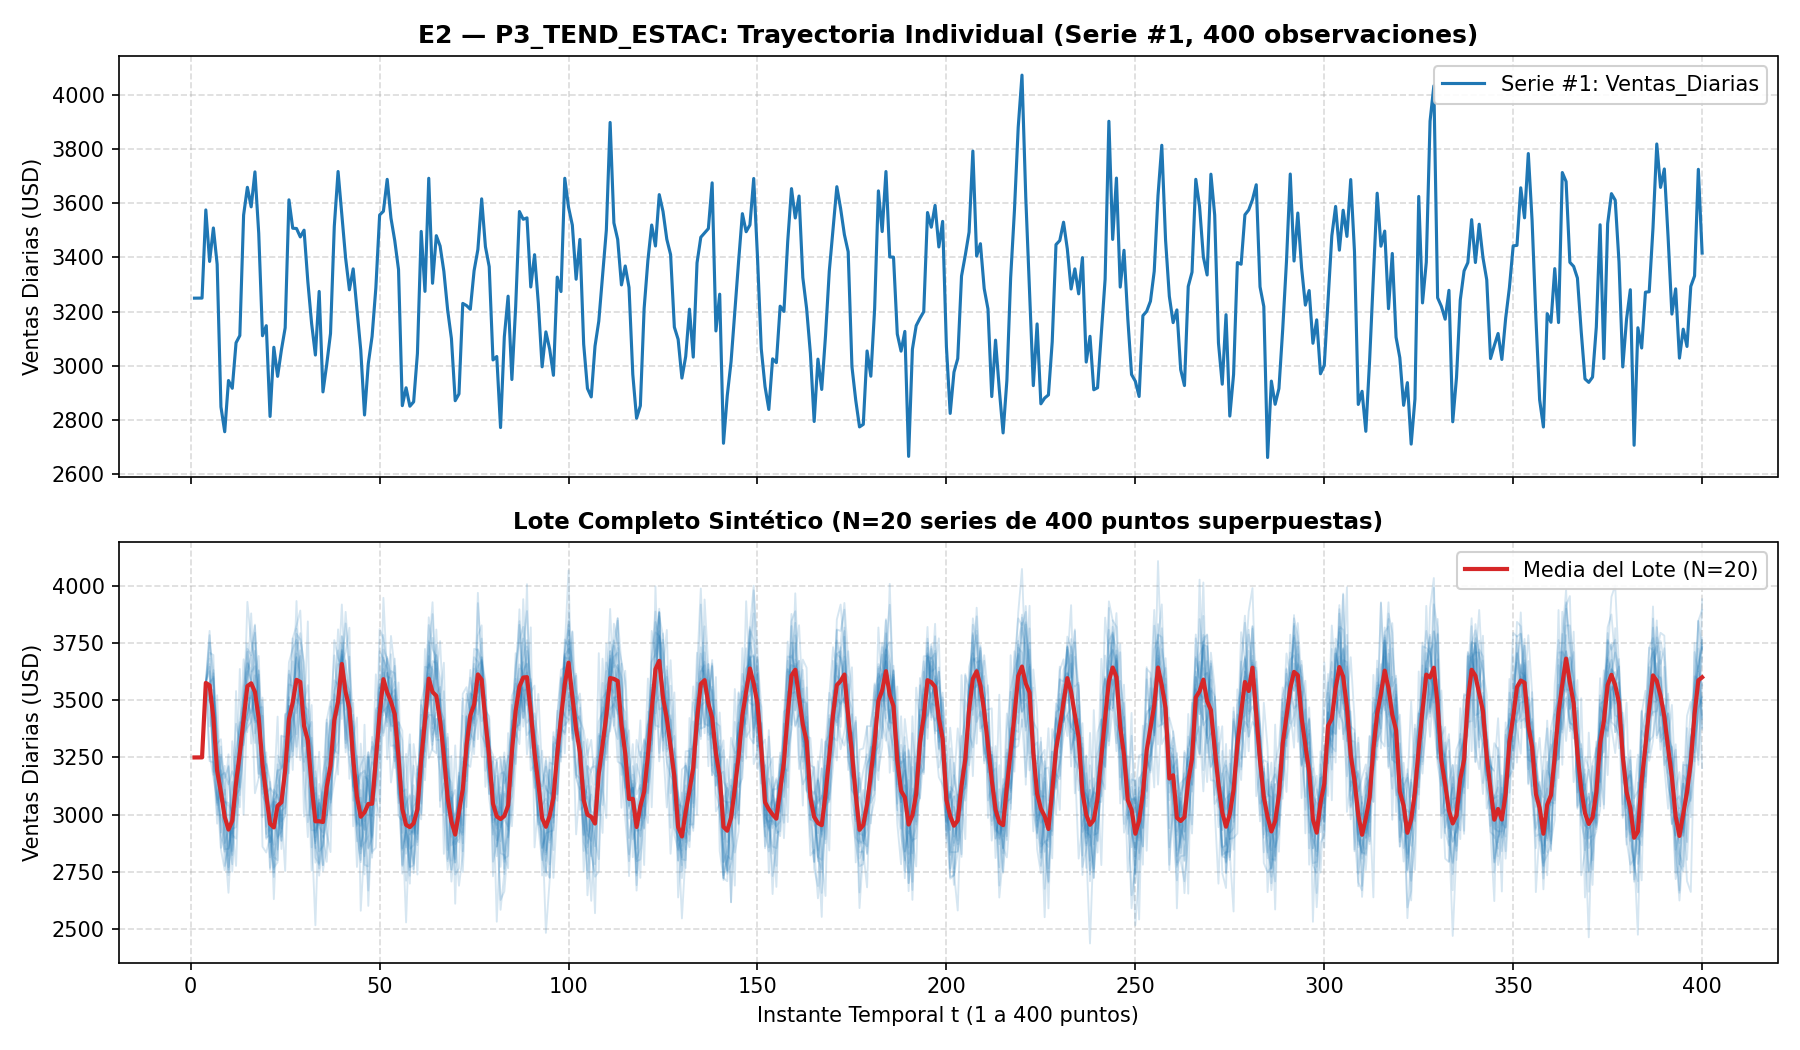 E2 — P3_TEND_ESTAC: Trayectoria Individual (Serie #1, 400 observaciones)
Ventas Diarias (USD)
4000
3800
3600
3400
3200
3000
2800
2600
Serie #1: Ventas_Diarias
Lote Completo Sintético (N=20 series de 400 puntos superpuestas)
Ventas Diarias (USD)
4000
3750
3500
3250
3000
2750
2500
Media del Lote (N=20)
0 50 100 150 200 250 300 350 400
Instante Temporal t (1 a 400 puntos)